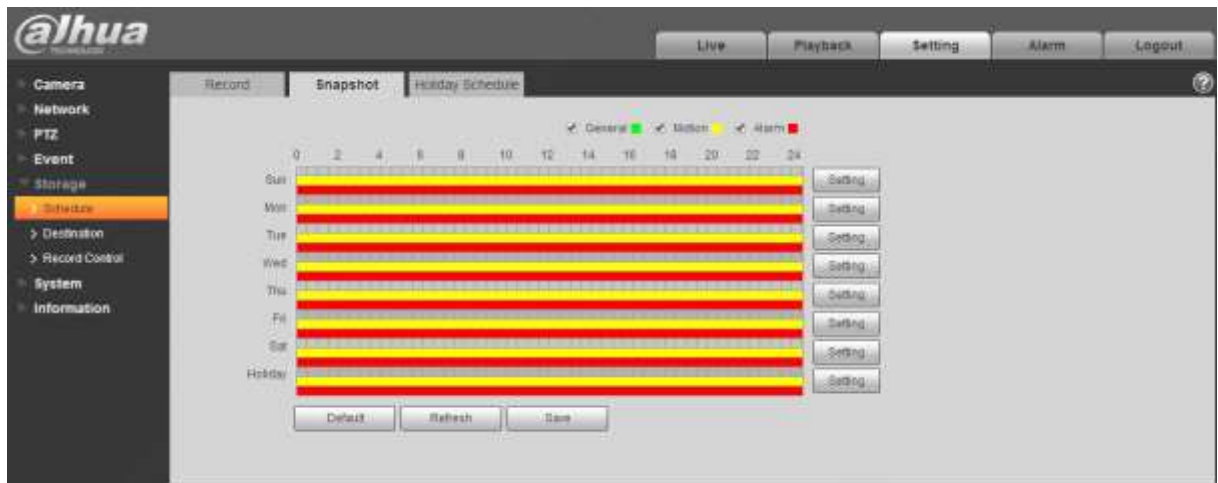 alhua
TECHNOLOGY
Live Playback Setting Alarm Logout
Camera
Network
PTZ
Event
Storage
Schedule
Destination
Record Control
System
Information
Record Snapshot Holiday Schedule
General Motion Alarm
0 2 4 6 8 10 12 14 16 18 20 22 24
Sun Setting
Mon Setting
Tue Setting
Wed Setting
Thu Setting
Fri Setting
Sat Setting
Holiday Setting
Default Refresh Save